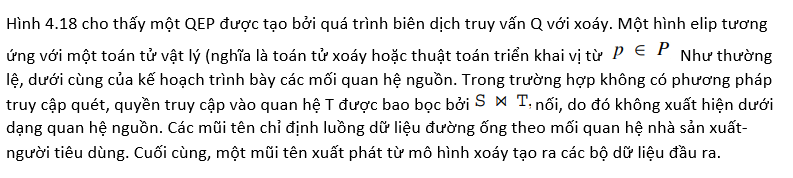 Hình 4.18 cho thấy một QEP được tạo bởi quá trình biên dịch truy vấn Q với xoáy. Một hình elip tương
ứng với một toán tử vật lý (nghĩa là toán tử xoáy hoặc thuật toán triển khai vị từ p ∈ P Như thường
lệ, dưới cùng của kế hoạch trình bày các mối quan hệ nguồn. Trong trường hợp không có phương pháp
truy cập quét, quyền truy cập vào quan hệ T được bao bọc bởi S ⋈ T, nối, do đó không xuất hiện dưới
dạng quan hệ nguồn. Các mũi tên chỉ định luồng dữ liệu đường ống theo mối quan hệ nhà sản xuất-
người tiêu dùng. Cuối cùng, một mũi tên xuất phát từ mô hình xoáy tạo ra các bộ dữ liệu đầu ra.